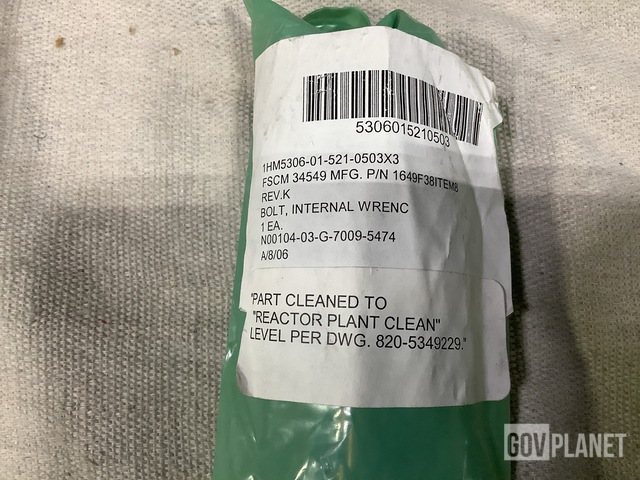 5306015210503
1HM5306-01-521-0503X3
FSCM 34549 MFG. P/N 1649F38ITEM8
REV.K
BOLT, INTERNAL WRENC
1 EA.
N00104-03-G-7009-5474
A/8/06
"PART CLEANED TO
"REACTOR PLANT CLEAN"
LEVEL PER DWG. 820-5349229."
GOVPLANET